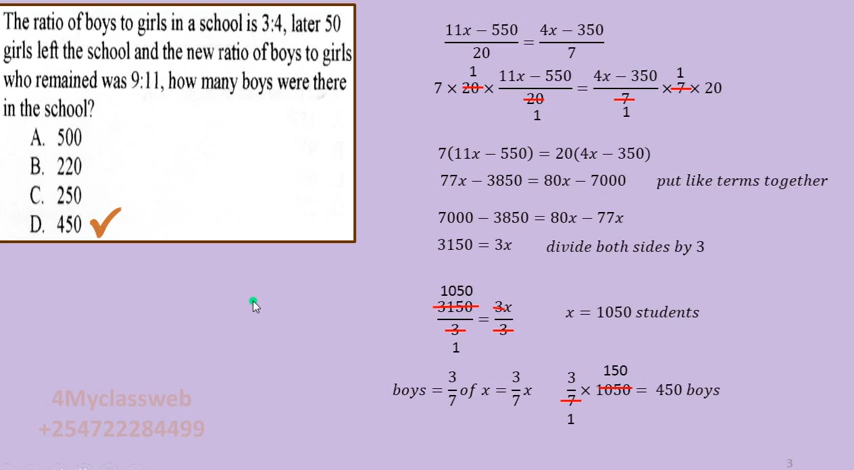 The ratio of boys to girls in a school is 3:4, later 50
girls left the school and the new ratio of boys to girls
who remained was 9:11, how many boys were there
in the school?
A. 500
B. 220
C. 250
D. 450
4Myclassweb
+254722284499
11x − 550 / 20 = 4x − 350 / 7
7 × 20 1 × 11x − 550 / 20 1 = 4x − 350 / 7 1 × 7 1 × 20
7(11x − 550) = 20(4x − 350)
77x − 3850 = 80x − 7000 put like terms together
7000 − 3850 = 80x − 77x
3150 = 3x divide both sides by 3
1050
3150 / 3 = 3x / 3 x = 1050 students
1
boys = 3/7 of x = 3/7 x 3/7 × 1050 150 = 450 boys
1
3